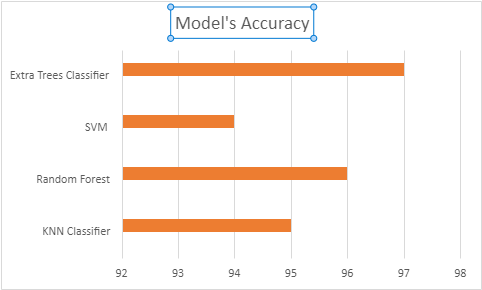 Model's Accuracy
Extra Trees Classifier
SVM
Random Forest
KNN Classifier
92 93 94 95 96 97 98